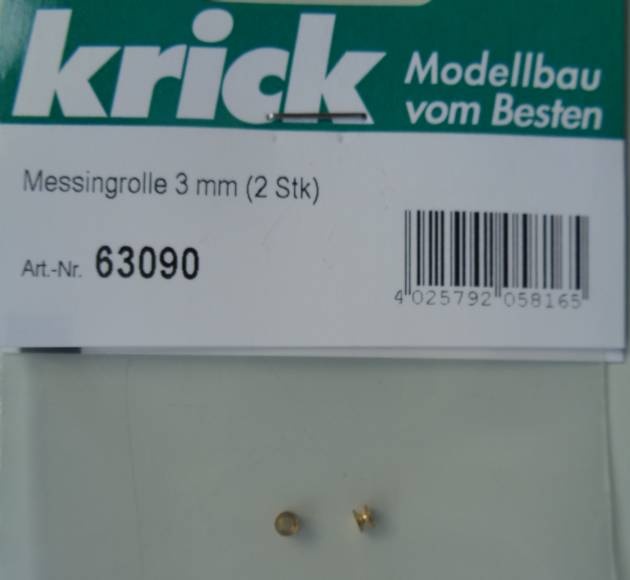 krick
Modellbau
vom Besten
Messingrolle 3 mm (2 Stk)
Art.-Nr. 63090
4 025792 058165